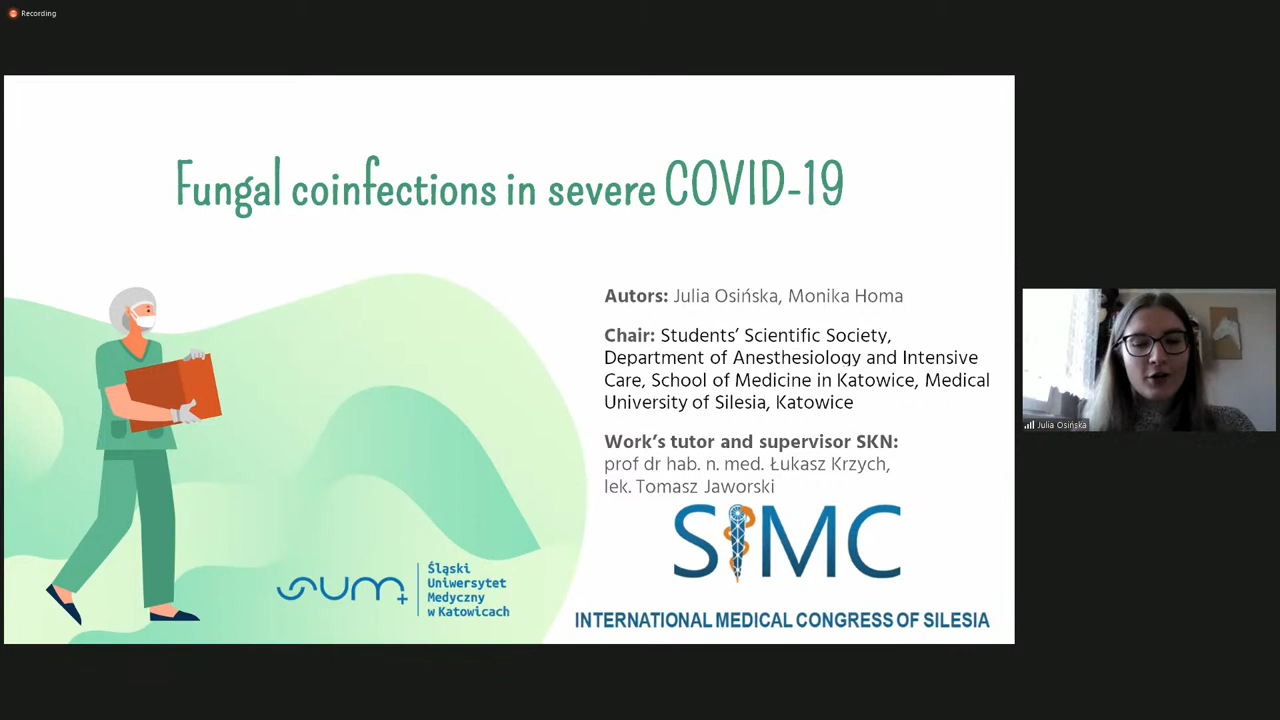 Recording
Fungal coinfections in severe COVID-19
Autors: Julia Osińska, Monika Homa
Chair: Students’ Scientific Society,
Department of Anesthesiology and Intensive
Care, School of Medicine in Katowice, Medical
University of Silesia, Katowice
Work’s tutor and supervisor SKN:
prof dr hab. n. med. Łukasz Krzych,
lek. Tomasz Jaworski
SIMC
INTERNATIONAL MEDICAL CONGRESS OF SILESIA
sum
Śląski
Uniwersytet
Medyczny
w Katowicach
Julia Osińska